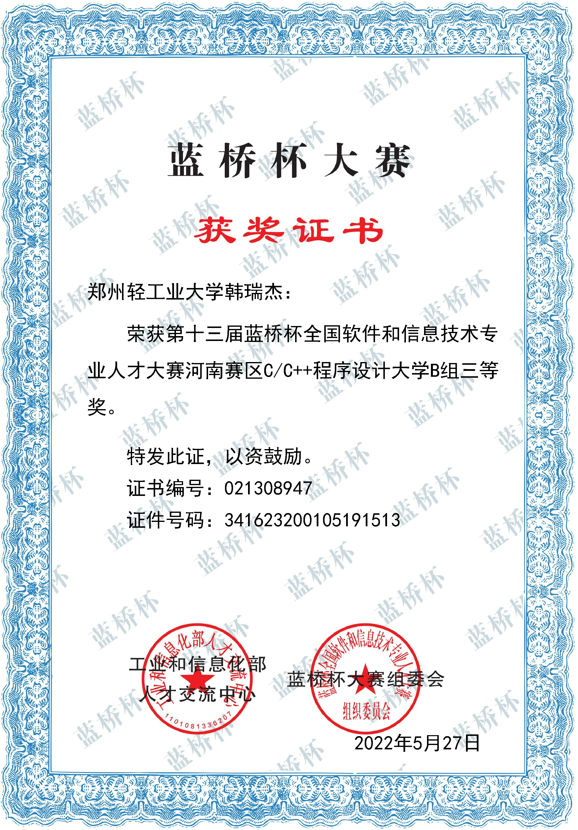 蓝桥杯大赛
获奖证书
郑州轻工业大学韩瑞杰：
荣获第十三届蓝桥杯全国软件和信息技术专
业人才大赛河南赛区C/C++程序设计大学B组三等
奖。
特发此证，以资鼓励。
证书编号：021308947
证件号码：341623200105191513
工业和信息化部
人才交流中心
工业和信息化部人才交流中心
1101081336207
蓝桥杯大赛组委会
蓝桥杯全国软件和信息技术专业人才大赛
组织委员会
2022年5月27日
蓝桥杯